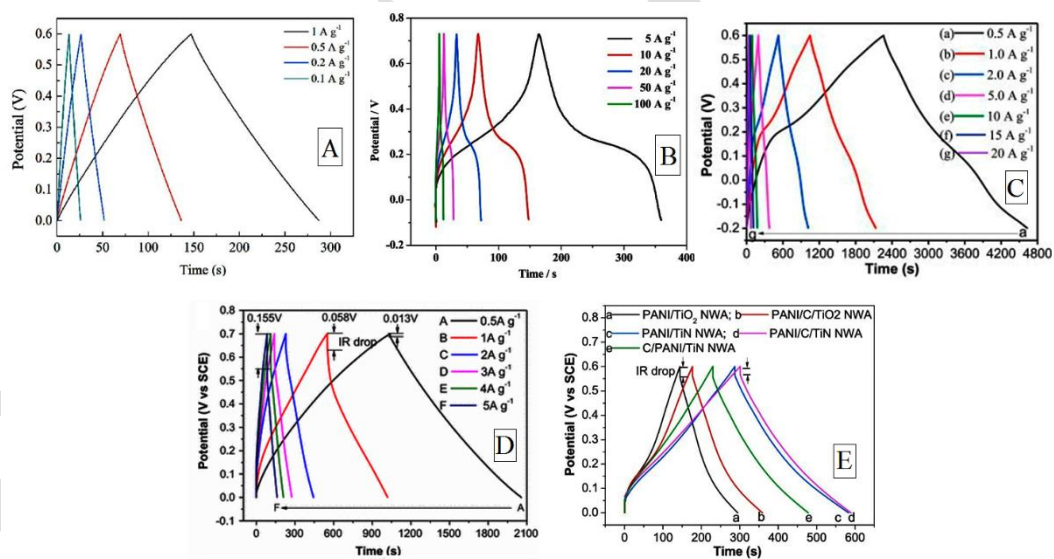 1 A g⁻¹
0.5 A g⁻¹
0.2 A g⁻¹
0.1 A g⁻¹
A
Potential (V)
0.6
0.5
0.4
0.3
0.2
0.1
0.0
0 50 100 150 200 250 300
Time (s)
5 A g⁻¹
10 A g⁻¹
20 A g⁻¹
50 A g⁻¹
100 A g⁻¹
B
Potential / V
0.8
0.6
0.4
0.2
0.0
-0.2
0 100 200 300 400
Time / s
(a) 0.5 A g⁻¹
(b) 1.0 A g⁻¹
(c) 2.0 A g⁻¹
(d) 5.0 A g⁻¹
(e) 10 A g⁻¹
(f) 15 A g⁻¹
(g) 20 A g⁻¹
C
Potential (V)
0.6
0.5
0.4
0.3
0.2
0.1
0.0
-0.1
-0.2
g a
0 600 1200 1800 2400 3000 3600 4200 4800
Time (s)
0.155V 0.058V 0.013V
IR drop
A 0.5A g⁻¹
B 1A g⁻¹
C 2A g⁻¹
D 3A g⁻¹
E 4A g⁻¹
F 5A g⁻¹
D
Potential (V vs SCE)
0.8
0.7
0.6
0.5
0.4
0.3
0.2
0.1
0.0
-0.1
F A
0 300 600 900 1200 1500 1800 2100
Time (s)
a PANI/TiO₂ NWA; b PANI/C/TiO2 NWA
c PANI/TiN NWA; d PANI/C/TiN NWA
e C/PANI/TiN NWA
IR drop
E
Potential (V vs SCE)
0.8
0.7
0.6
0.5
0.4
0.3
0.2
0.1
0.0
a b e c d
0 100 200 300 400 500 600
Time (s)